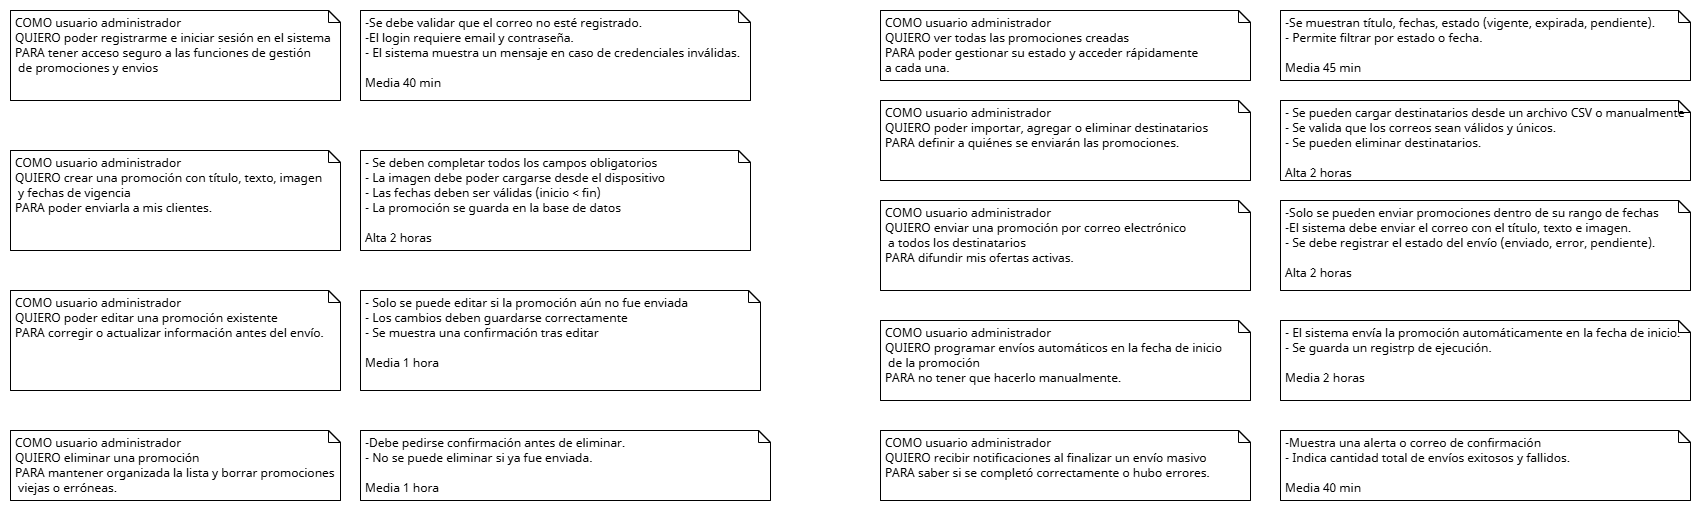 COMO usuario administrador
QUIERO poder registrarme e iniciar sesión en el sistema
PARA tener acceso seguro a las funciones de gestión
de promociones y envios
-Se debe validar que el correo no esté registrado.
-El login requiere email y contraseña.
- El sistema muestra un mensaje en caso de credenciales inválidas.
Media 40 min
COMO usuario administrador
QUIERO crear una promoción con título, texto, imagen
y fechas de vigencia
PARA poder enviarla a mis clientes.
- Se deben completar todos los campos obligatorios
- La imagen debe poder cargarse desde el dispositivo
- Las fechas deben ser válidas (inicio < fin)
- La promoción se guarda en la base de datos
Alta 2 horas
COMO usuario administrador
QUIERO poder editar una promoción existente
PARA corregir o actualizar información antes del envío.
- Solo se puede editar si la promoción aún no fue enviada
- Los cambios deben guardarse correctamente
- Se muestra una confirmación tras editar
Media 1 hora
COMO usuario administrador
QUIERO eliminar una promoción
PARA mantener organizada la lista y borrar promociones
viejas o erróneas.
-Debe pedirse confirmación antes de eliminar.
- No se puede eliminar si ya fue enviada.
Media 1 hora
COMO usuario administrador
QUIERO ver todas las promociones creadas
PARA poder gestionar su estado y acceder rápidamente
a cada una.
-Se muestran título, fechas, estado (vigente, expirada, pendiente).
- Permite filtrar por estado o fecha.
Media 45 min
COMO usuario administrador
QUIERO poder importar, agregar o eliminar destinatarios
PARA definir a quiénes se enviarán las promociones.
- Se pueden cargar destinatarios desde un archivo CSV o manualmente
- Se valida que los correos sean válidos y únicos.
- Se pueden eliminar destinatarios.
Alta 2 horas
COMO usuario administrador
QUIERO enviar una promoción por correo electrónico
a todos los destinatarios
PARA difundir mis ofertas activas.
-Solo se pueden enviar promociones dentro de su rango de fechas
-El sistema debe enviar el correo con el título, texto e imagen.
- Se debe registrar el estado del envío (enviado, error, pendiente).
Alta 2 horas
COMO usuario administrador
QUIERO programar envíos automáticos en la fecha de inicio
de la promoción
PARA no tener que hacerlo manualmente.
- El sistema envía la promoción automáticamente en la fecha de inicio.
- Se guarda un registrp de ejecución.
Media 2 horas
COMO usuario administrador
QUIERO recibir notificaciones al finalizar un envío masivo
PARA saber si se completó correctamente o hubo errores.
-Muestra una alerta o correo de confirmación
- Indica cantidad total de envíos exitosos y fallidos.
Media 40 min